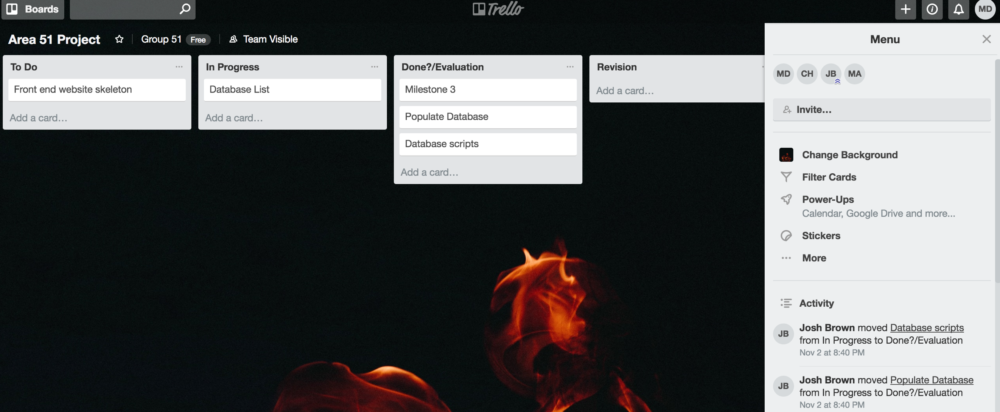 Boards
Trello
MD
Area 51 Project
Group 51 Free
Team Visible
To Do
Front end website skeleton
Add a card...
In Progress
Database List
Add a card...
Done?/Evaluation
Milestone 3
Populate Database
Database scripts
Add a card...
Revision
Add a card...
Menu
MD CH JB MA
Invite...
Change Background
Filter Cards
Power-Ups
Calendar, Google Drive and more...
Stickers
More
Activity
JB
Josh Brown moved Database scripts
from In Progress to Done?/Evaluation
Nov 2 at 8:40 PM
JB
Josh Brown moved Populate Database
from In Progress to Done?/Evaluation
Nov 2 at 8:40 PM